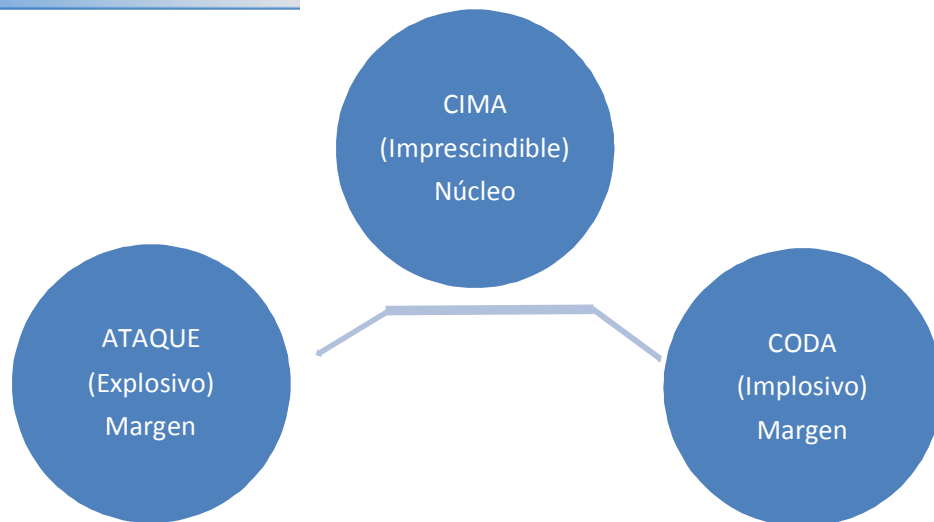 CIMA
(Imprescindible)
Núcleo
ATAQUE
(Explosivo)
Margen
CODA
(Implosivo)
Margen